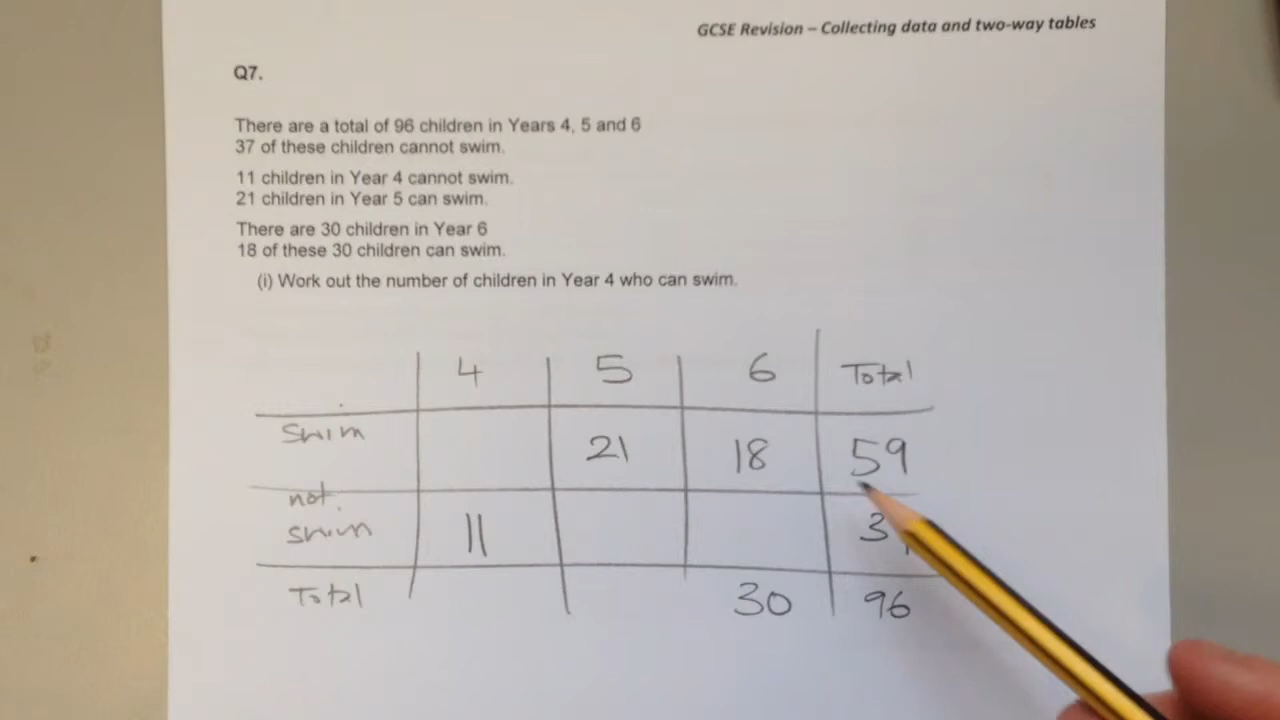 GCSE Revision – Collecting data and two-way tables
Q7.
There are a total of 96 children in Years 4, 5 and 6
37 of these children cannot swim.
11 children in Year 4 cannot swim.
21 children in Year 5 can swim.
There are 30 children in Year 6
18 of these 30 children can swim.
(i) Work out the number of children in Year 4 who can swim.
4 5 6 Total
Swim 21 18 59
not
swim 11 3
Total 30 96